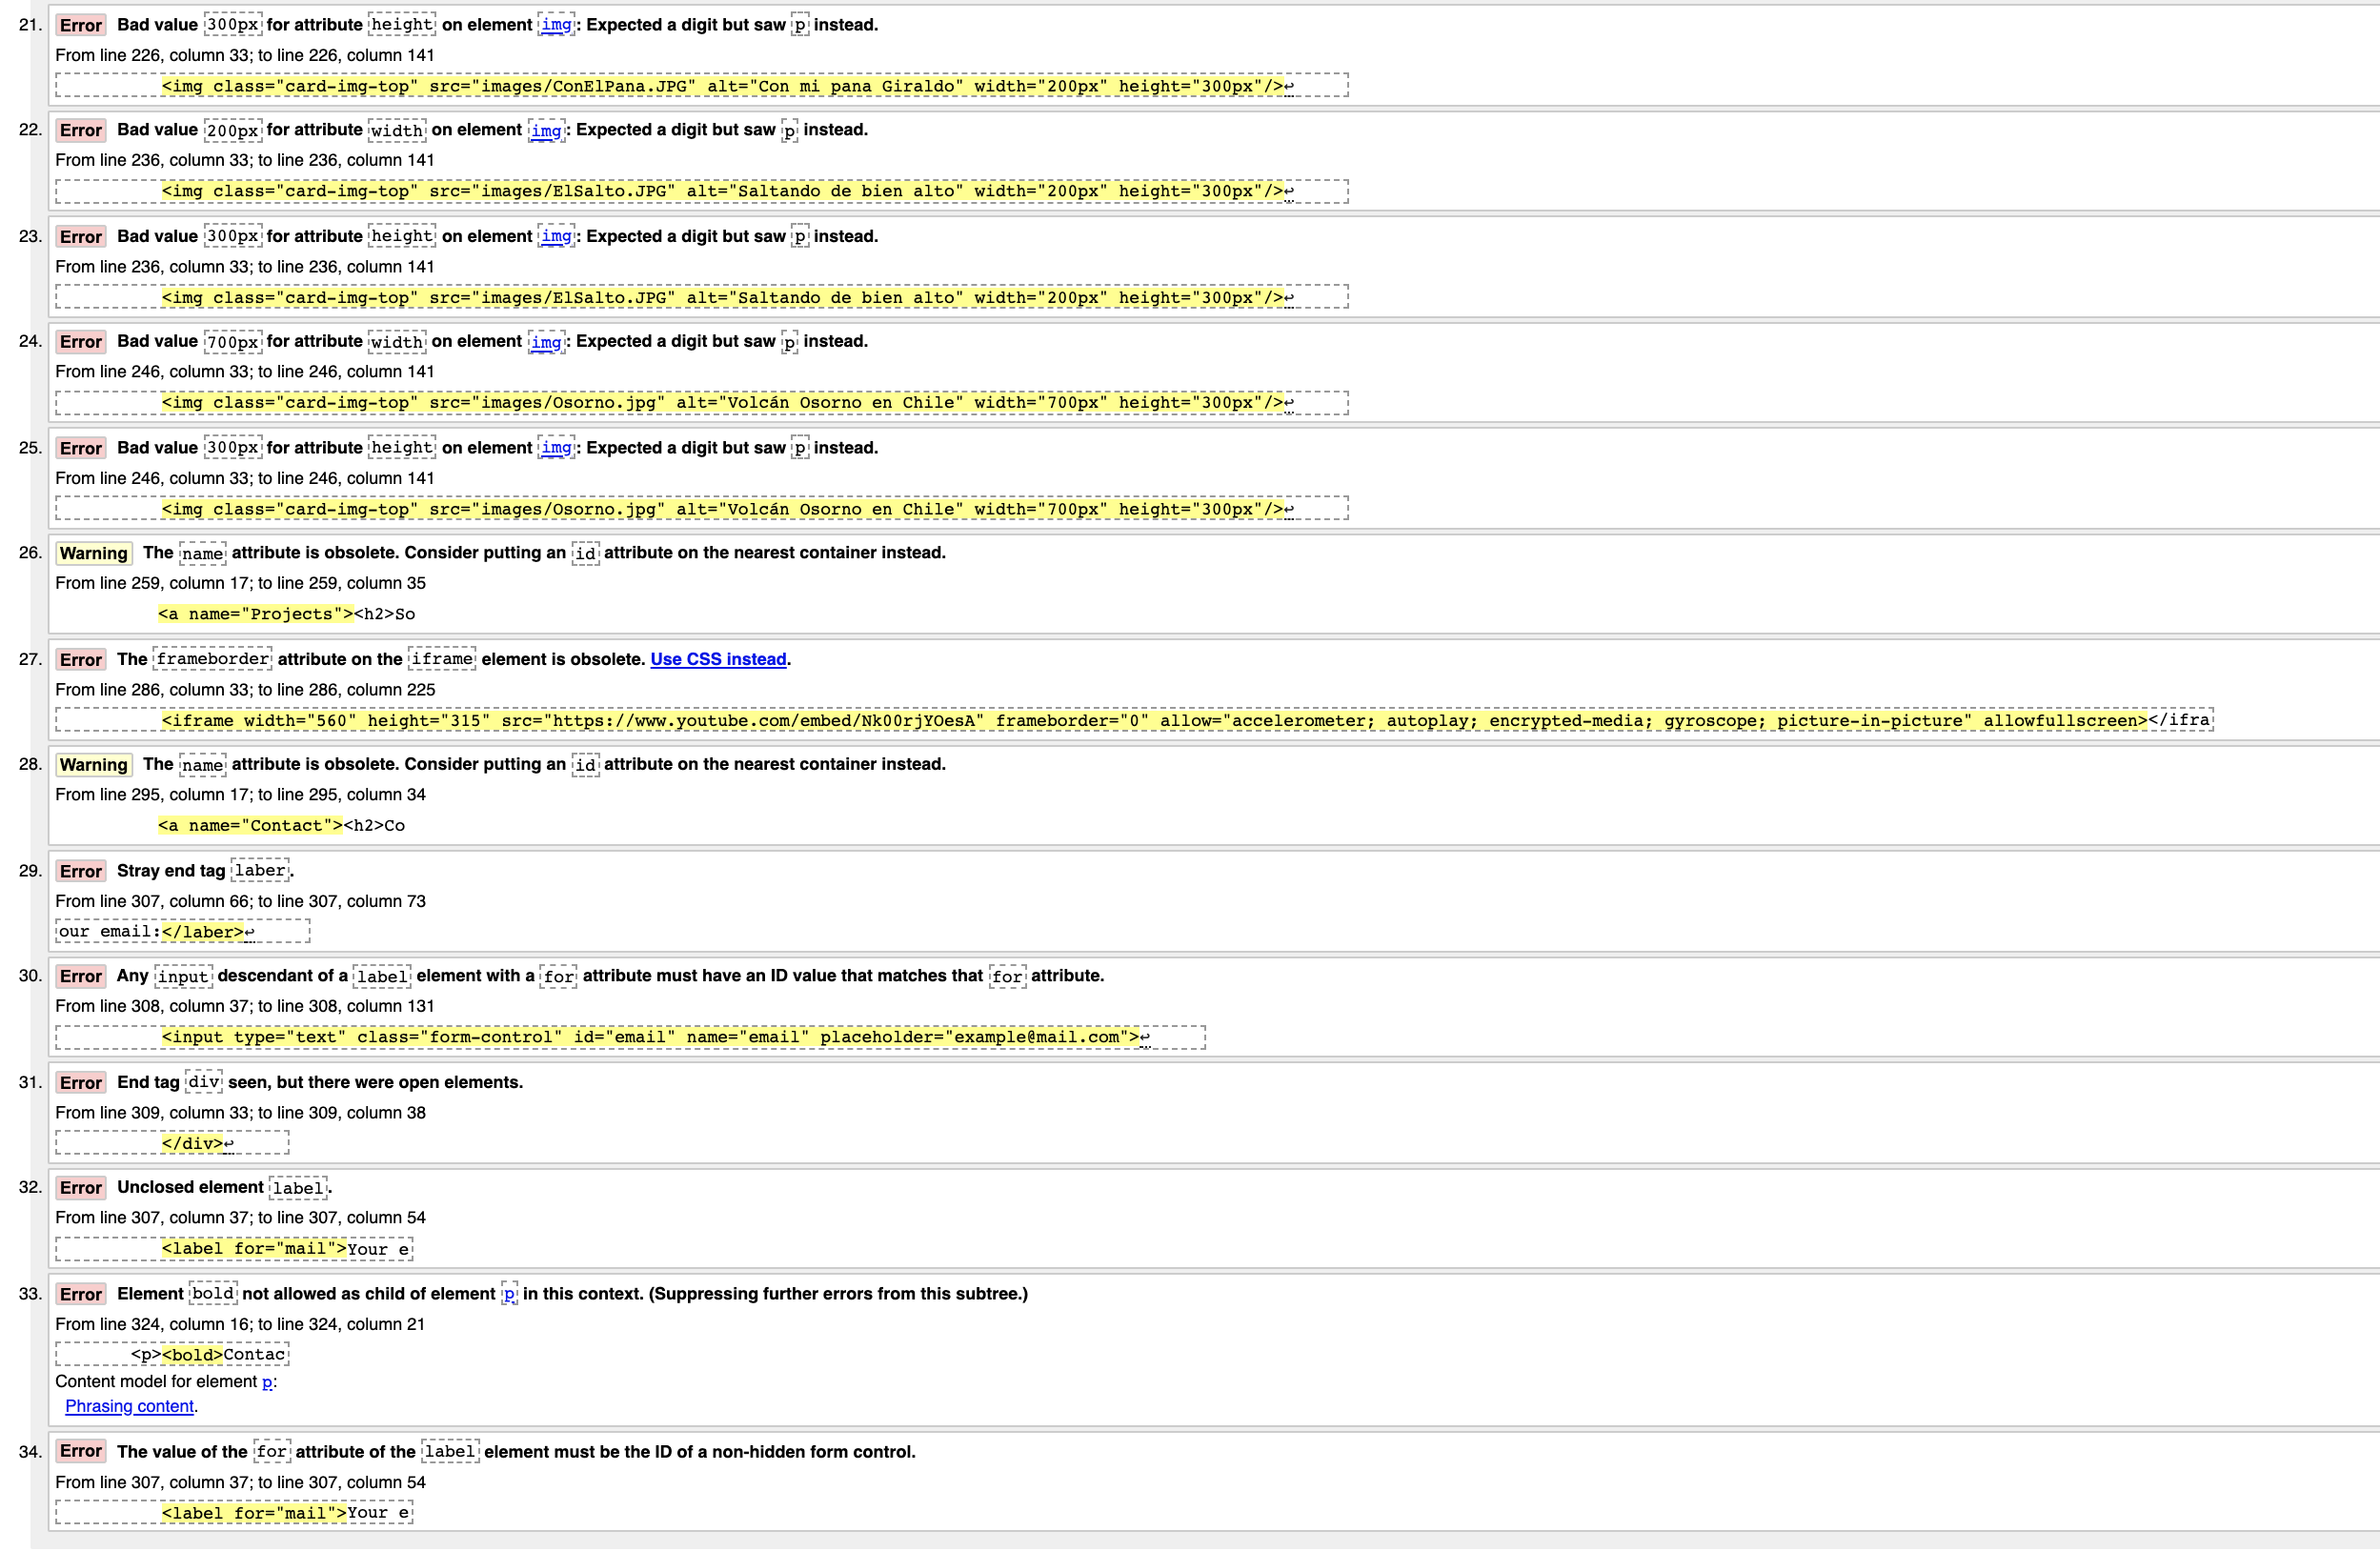 21. Error Bad value 300px for attribute height on element img: Expected a digit but saw p instead.
From line 226, column 33; to line 226, column 141
<img class="card-img-top" src="images/ConElPana.JPG" alt="Con mi pana Giraldo" width="200px" height="300px"/>↩
22. Error Bad value 200px for attribute width on element img: Expected a digit but saw p instead.
From line 236, column 33; to line 236, column 141
<img class="card-img-top" src="images/ElSalto.JPG" alt="Saltando de bien alto" width="200px" height="300px"/>↩
23. Error Bad value 300px for attribute height on element img: Expected a digit but saw p instead.
From line 236, column 33; to line 236, column 141
<img class="card-img-top" src="images/ElSalto.JPG" alt="Saltando de bien alto" width="200px" height="300px"/>↩
24. Error Bad value 700px for attribute width on element img: Expected a digit but saw p instead.
From line 246, column 33; to line 246, column 141
<img class="card-img-top" src="images/Osorno.jpg" alt="Volcán Osorno en Chile" width="700px" height="300px"/>↩
25. Error Bad value 300px for attribute height on element img: Expected a digit but saw p instead.
From line 246, column 33; to line 246, column 141
<img class="card-img-top" src="images/Osorno.jpg" alt="Volcán Osorno en Chile" width="700px" height="300px"/>↩
26. Warning The name attribute is obsolete. Consider putting an id attribute on the nearest container instead.
From line 259, column 17; to line 259, column 35
<a name="Projects"><h2>So
27. Error The frameborder attribute on the iframe element is obsolete. Use CSS instead.
From line 286, column 33; to line 286, column 225
<iframe width="560" height="315" src="https://www.youtube.com/embed/Nk00rjYOesA" frameborder="0" allow="accelerometer; autoplay; encrypted-media; gyroscope; picture-in-picture" allowfullscreen></ifra
28. Warning The name attribute is obsolete. Consider putting an id attribute on the nearest container instead.
From line 295, column 17; to line 295, column 34
<a name="Contact"><h2>Co
29. Error Stray end tag laber.
From line 307, column 66; to line 307, column 73
our email:</laber>↩
30. Error Any input descendant of a label element with a for attribute must have an ID value that matches that for attribute.
From line 308, column 37; to line 308, column 131
<input type="text" class="form-control" id="email" name="email" placeholder="example@mail.com">↩
31. Error End tag div seen, but there were open elements.
From line 309, column 33; to line 309, column 38
</div>↩
32. Error Unclosed element label.
From line 307, column 37; to line 307, column 54
<label for="mail">Your e
33. Error Element bold not allowed as child of element p in this context. (Suppressing further errors from this subtree.)
From line 324, column 16; to line 324, column 21
<p><bold>Contac
Content model for element p:
Phrasing content.
34. Error The value of the for attribute of the label element must be the ID of a non-hidden form control.
From line 307, column 37; to line 307, column 54
<label for="mail">Your e